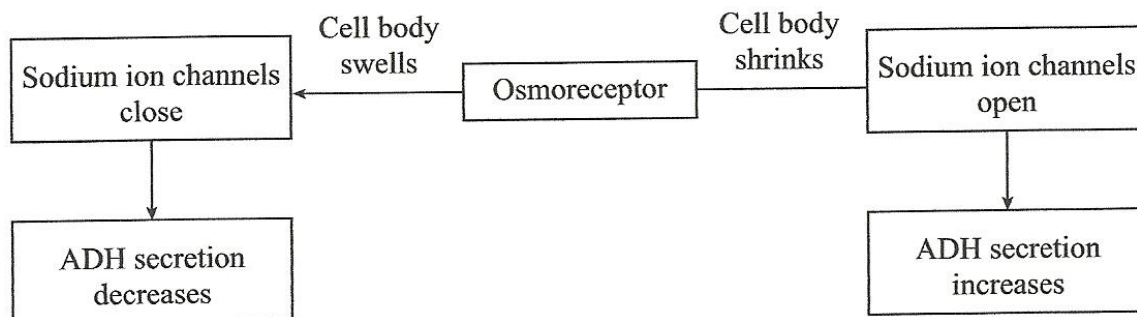 Cell body
swells
Cell body
shrinks
Sodium ion channels
close
Osmoreceptor
Sodium ion channels
open
ADH secretion
decreases
ADH secretion
increases